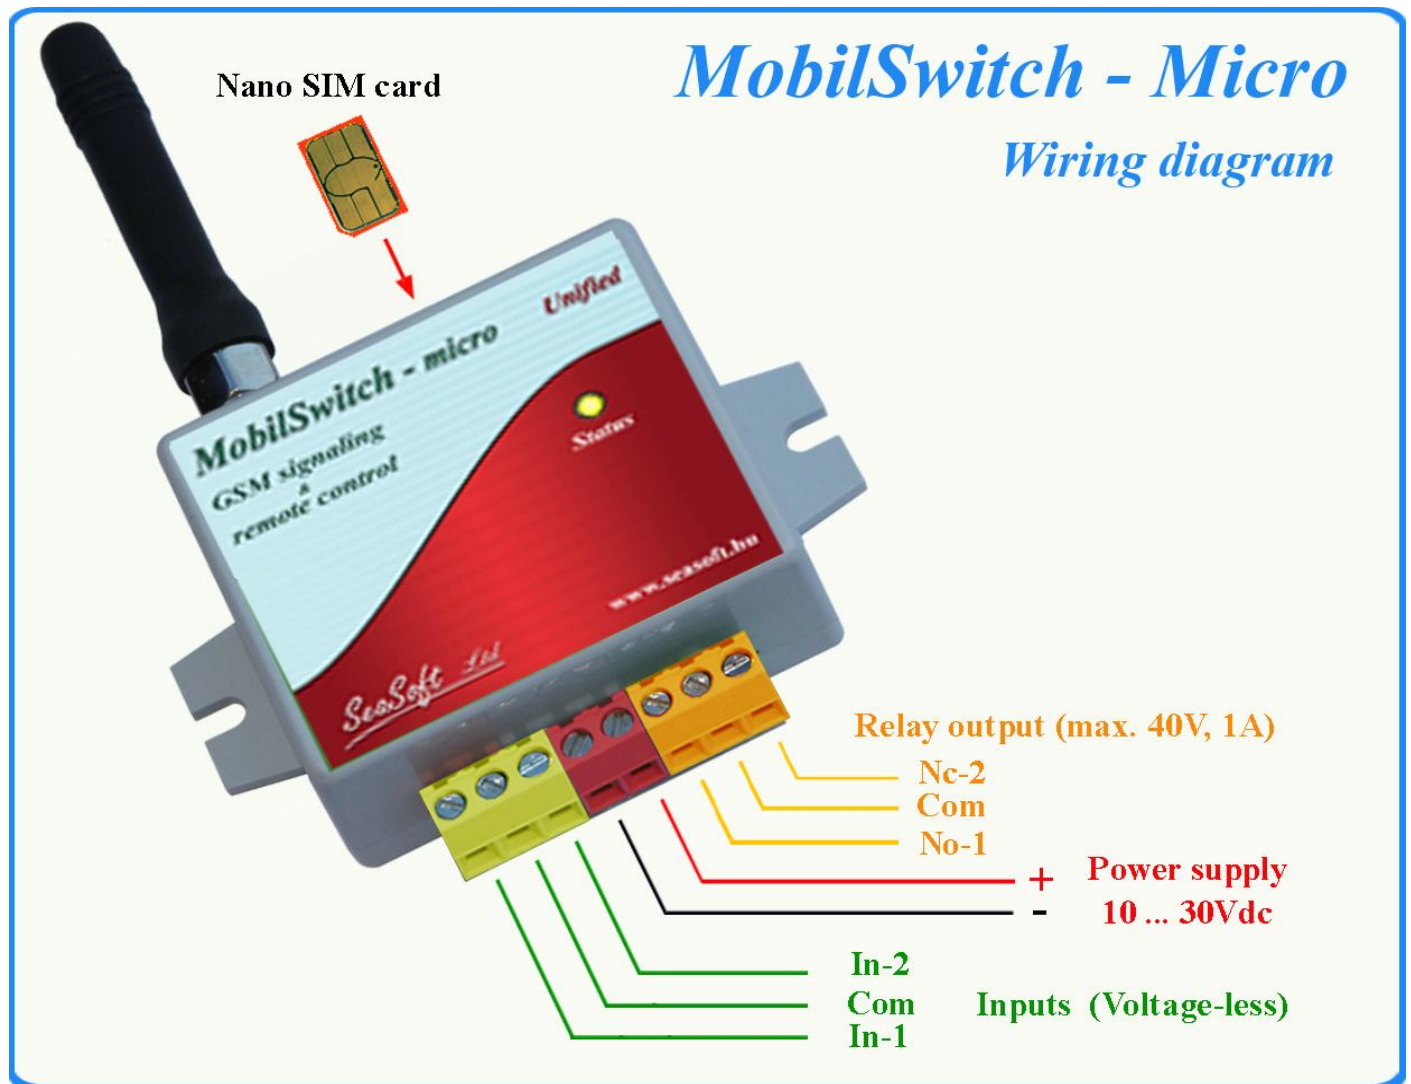 MobilSwitch - Micro
Wiring diagram
Nano SIM card
Unified
MobilSwitch - micro
GSM signaling
&
remote control
Status
www.seasoft.hu
SeaSoft Ltd
Relay output (max. 40V, 1A)
Nc-2
Com
No-1
+ Power supply
- 10 ... 30Vdc
In-2
Com Inputs (Voltage-less)
In-1